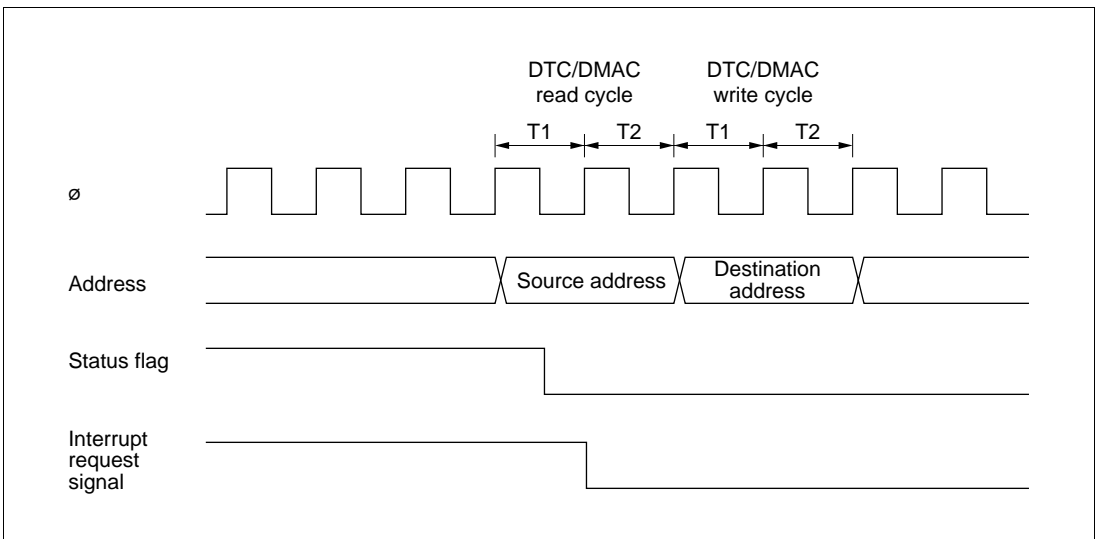 DTC/DMAC
read cycle
DTC/DMAC
write cycle
T1 T2 T1 T2
ø
Address
Source address
Destination
address
Status flag
Interrupt
request
signal